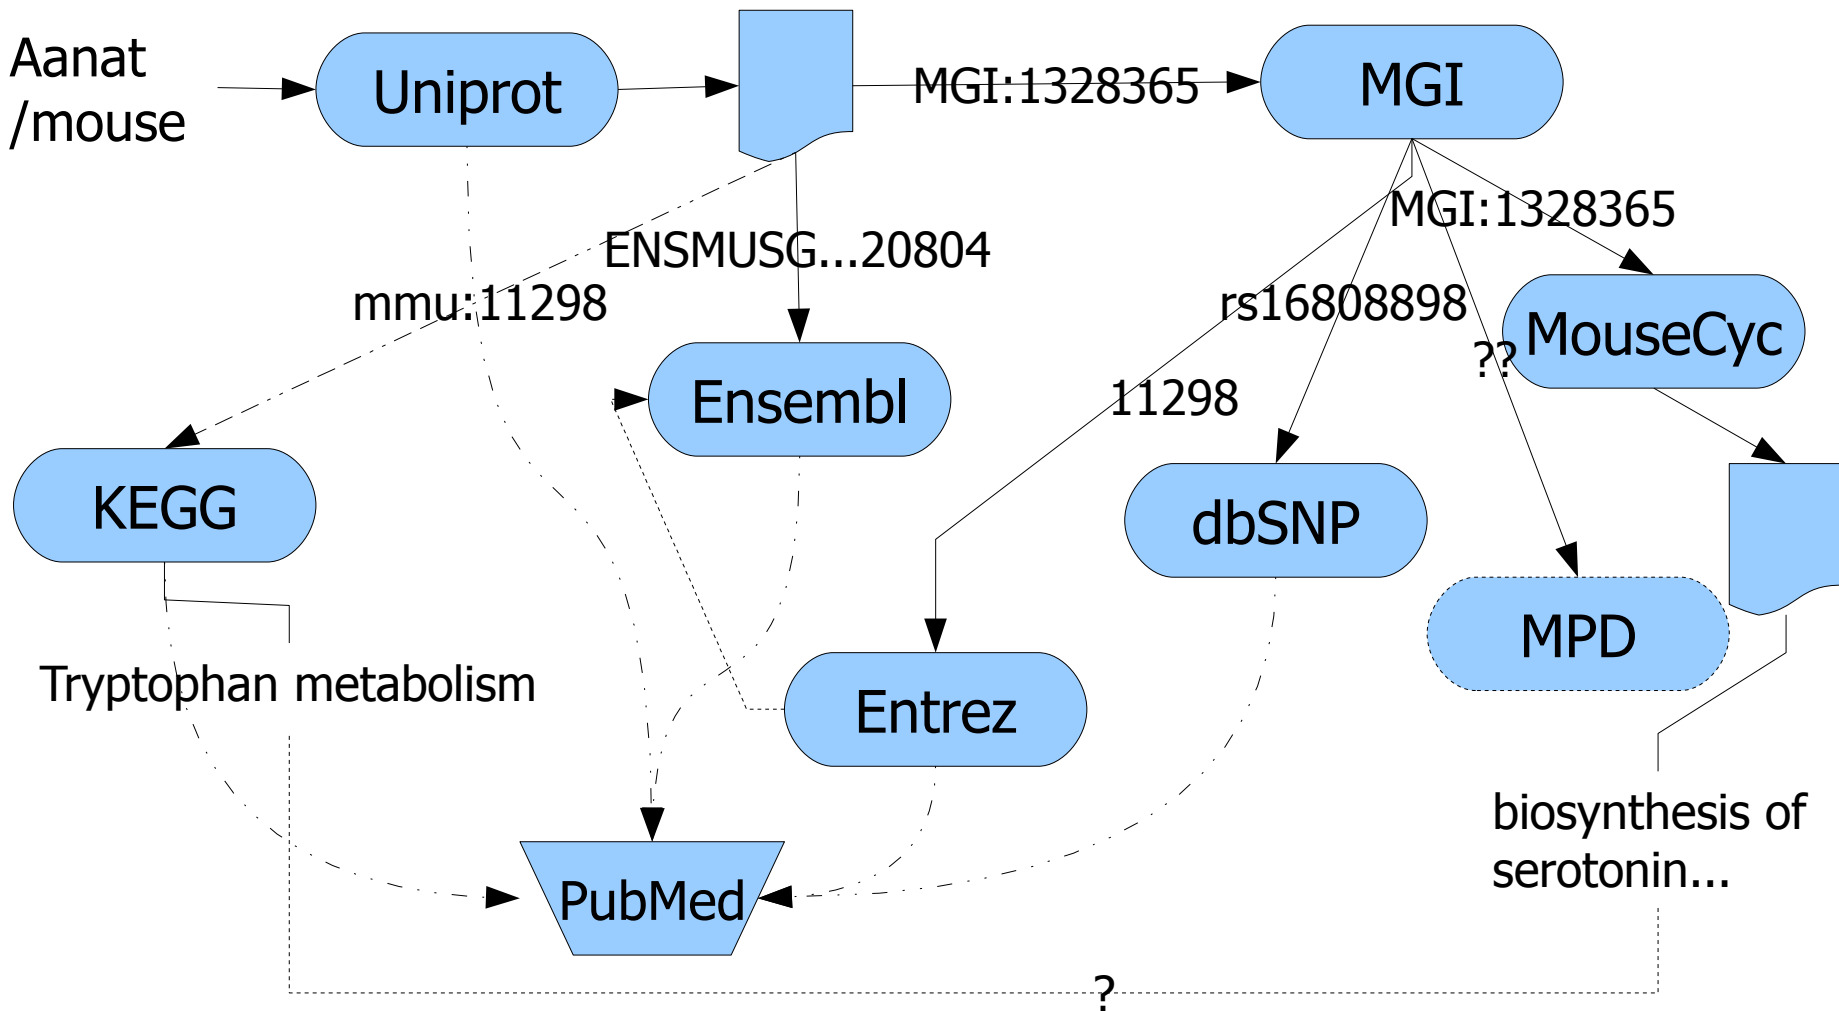 Aanat
/mouse
Uniprot
MGI:1328365
MGI
MGI:1328365
ENSMUSG...20804
mmu:11298
rs16808898
??
MouseCyc
11298
Ensembl
KEGG
dbSNP
MPD
Tryptophan metabolism
Entrez
biosynthesis of
serotonin...
PubMed
?